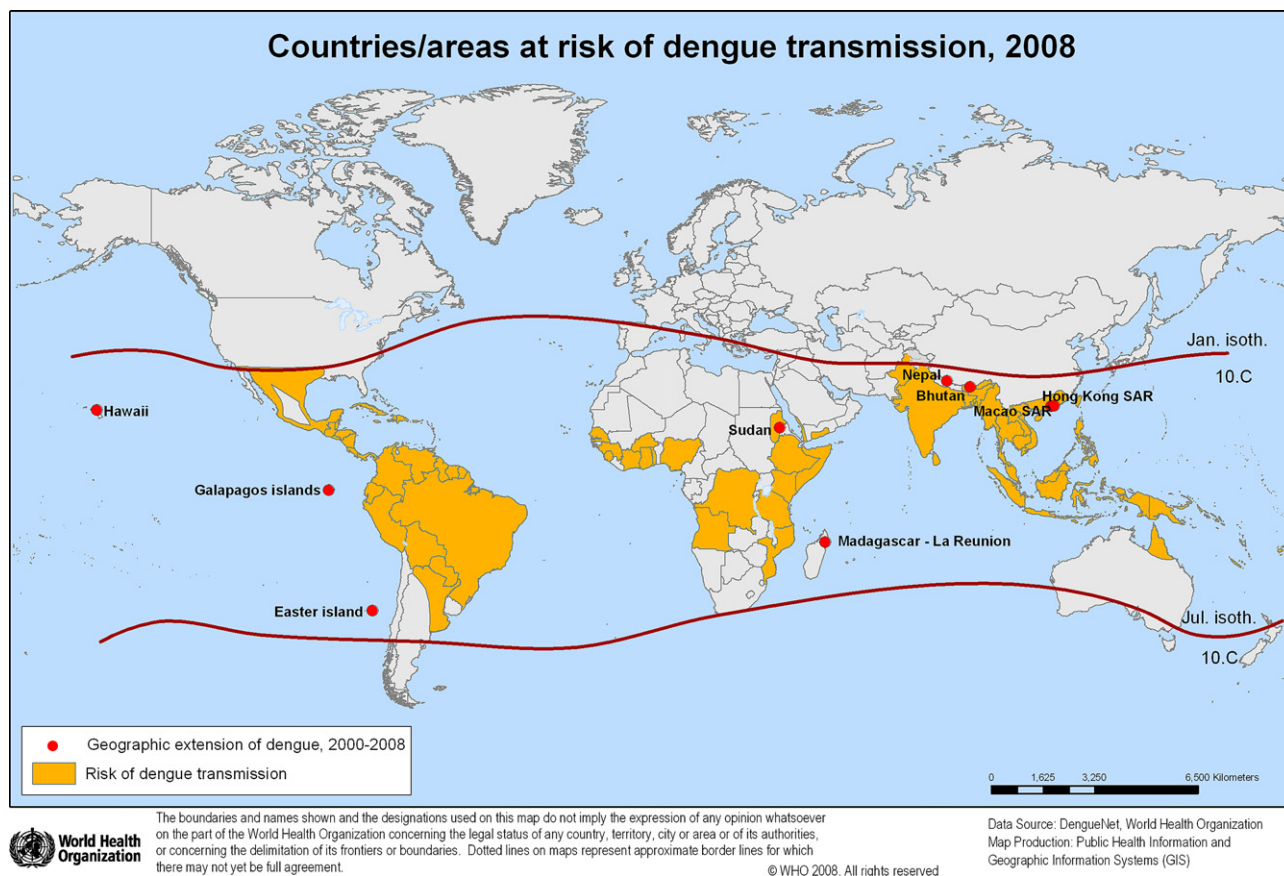 Countries/areas at risk of dengue transmission, 2008
Jan. isoth.
10.C
Nepal
Hong Kong SAR
Bhutan
Macao SAR
Hawaii
Sudan
Galapagos islands
Madagascar - La Reunion
Easter island
Jul. isoth.
10.C
Geographic extension of dengue, 2000-2008
Risk of dengue transmission
0 1,625 3,250 6,500 Kilometers
World Health
Organization
The boundaries and names shown and the designations used on this map do not imply the expression of any opinion whatsoever
on the part of the World Health Organization concerning the legal status of any country, territory, city or area or of its authorities,
or concerning the delimitation of its frontiers or boundaries. Dotted lines on maps represent approximate border lines for which
there may not yet be full agreement.
© WHO 2008. All rights reserved
Data Source: DengueNet, World Health Organization
Map Production: Public Health Information and
Geographic Information Systems (GIS)